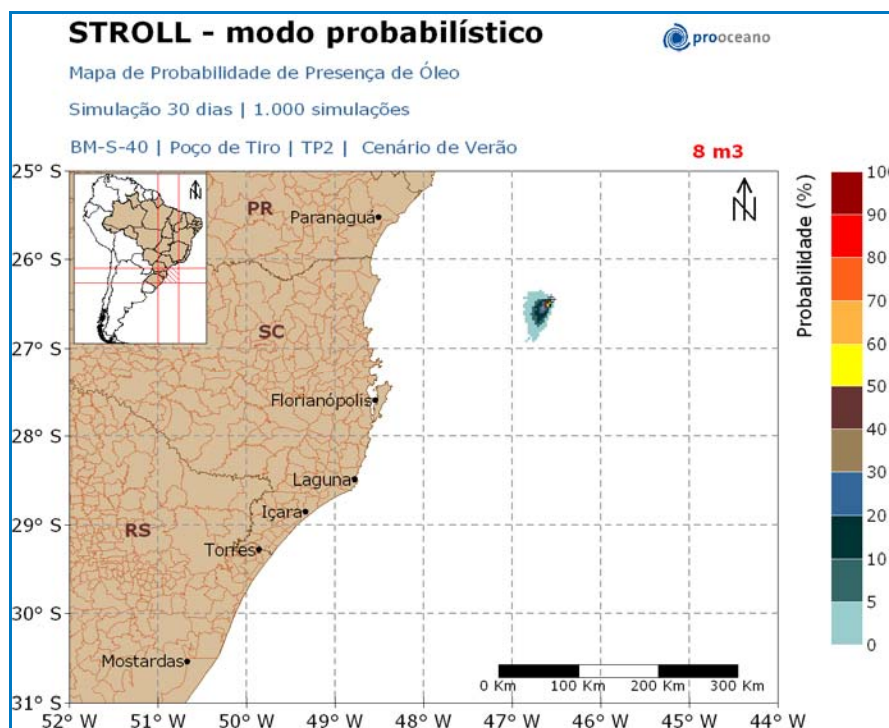 STROLL - modo probabilístico
prooceano
Mapa de Probabilidade de Presença de Óleo
Simulação 30 dias | 1.000 simulações
BM-S-40 | Poço de Tiro | TP2 | Cenário de Verão
8 m3
25° S
26° S
27° S
28° S
29° S
30° S
31° S
N
PR
Paranaguá
SC
Florianópolis
Laguna
Içara
RS
Torres
Mostardas
N
0 Km 100 Km 200 Km 300 Km
52° W 51° W 50° W 49° W 48° W 47° W 46° W 45° W 44° W
Probabilidade (%)
100
90
80
70
60
50
40
30
20
10
5
0